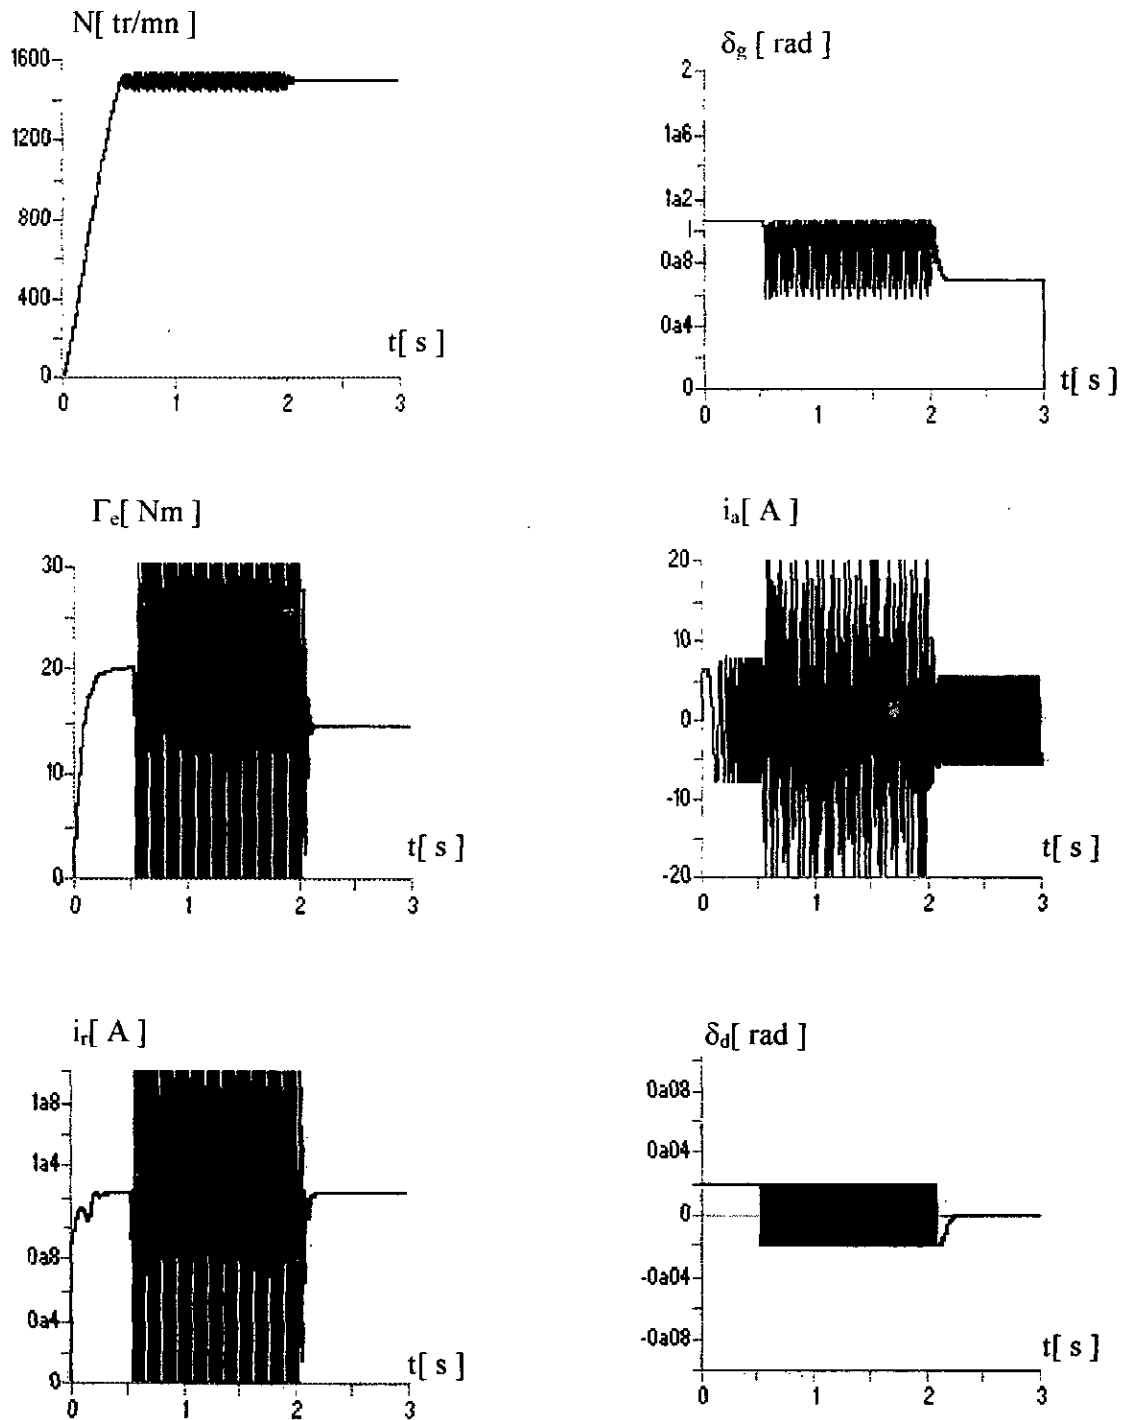 N[ tr/mn ]
1600
1200
800
400
0
0
1
2
3
t[ s ]
δg [ rad ]
2
1a6
1a2
1
0a8
0a4
0
0
1
2
3
t[ s ]
Γe[ Nm ]
30
20
10
0
0
1
2
3
t[ s ]
ia[ A ]
20
10
0
-10
-20
0
1
2
3
t[ s ]
ir[ A ]
1a8
1a4
0a8
0a4
0
0
1
2
3
t[ s ]
δd[ rad ]
0a08
0a04
0
-0a04
-0a08
0
1
2
3
t[ s ]